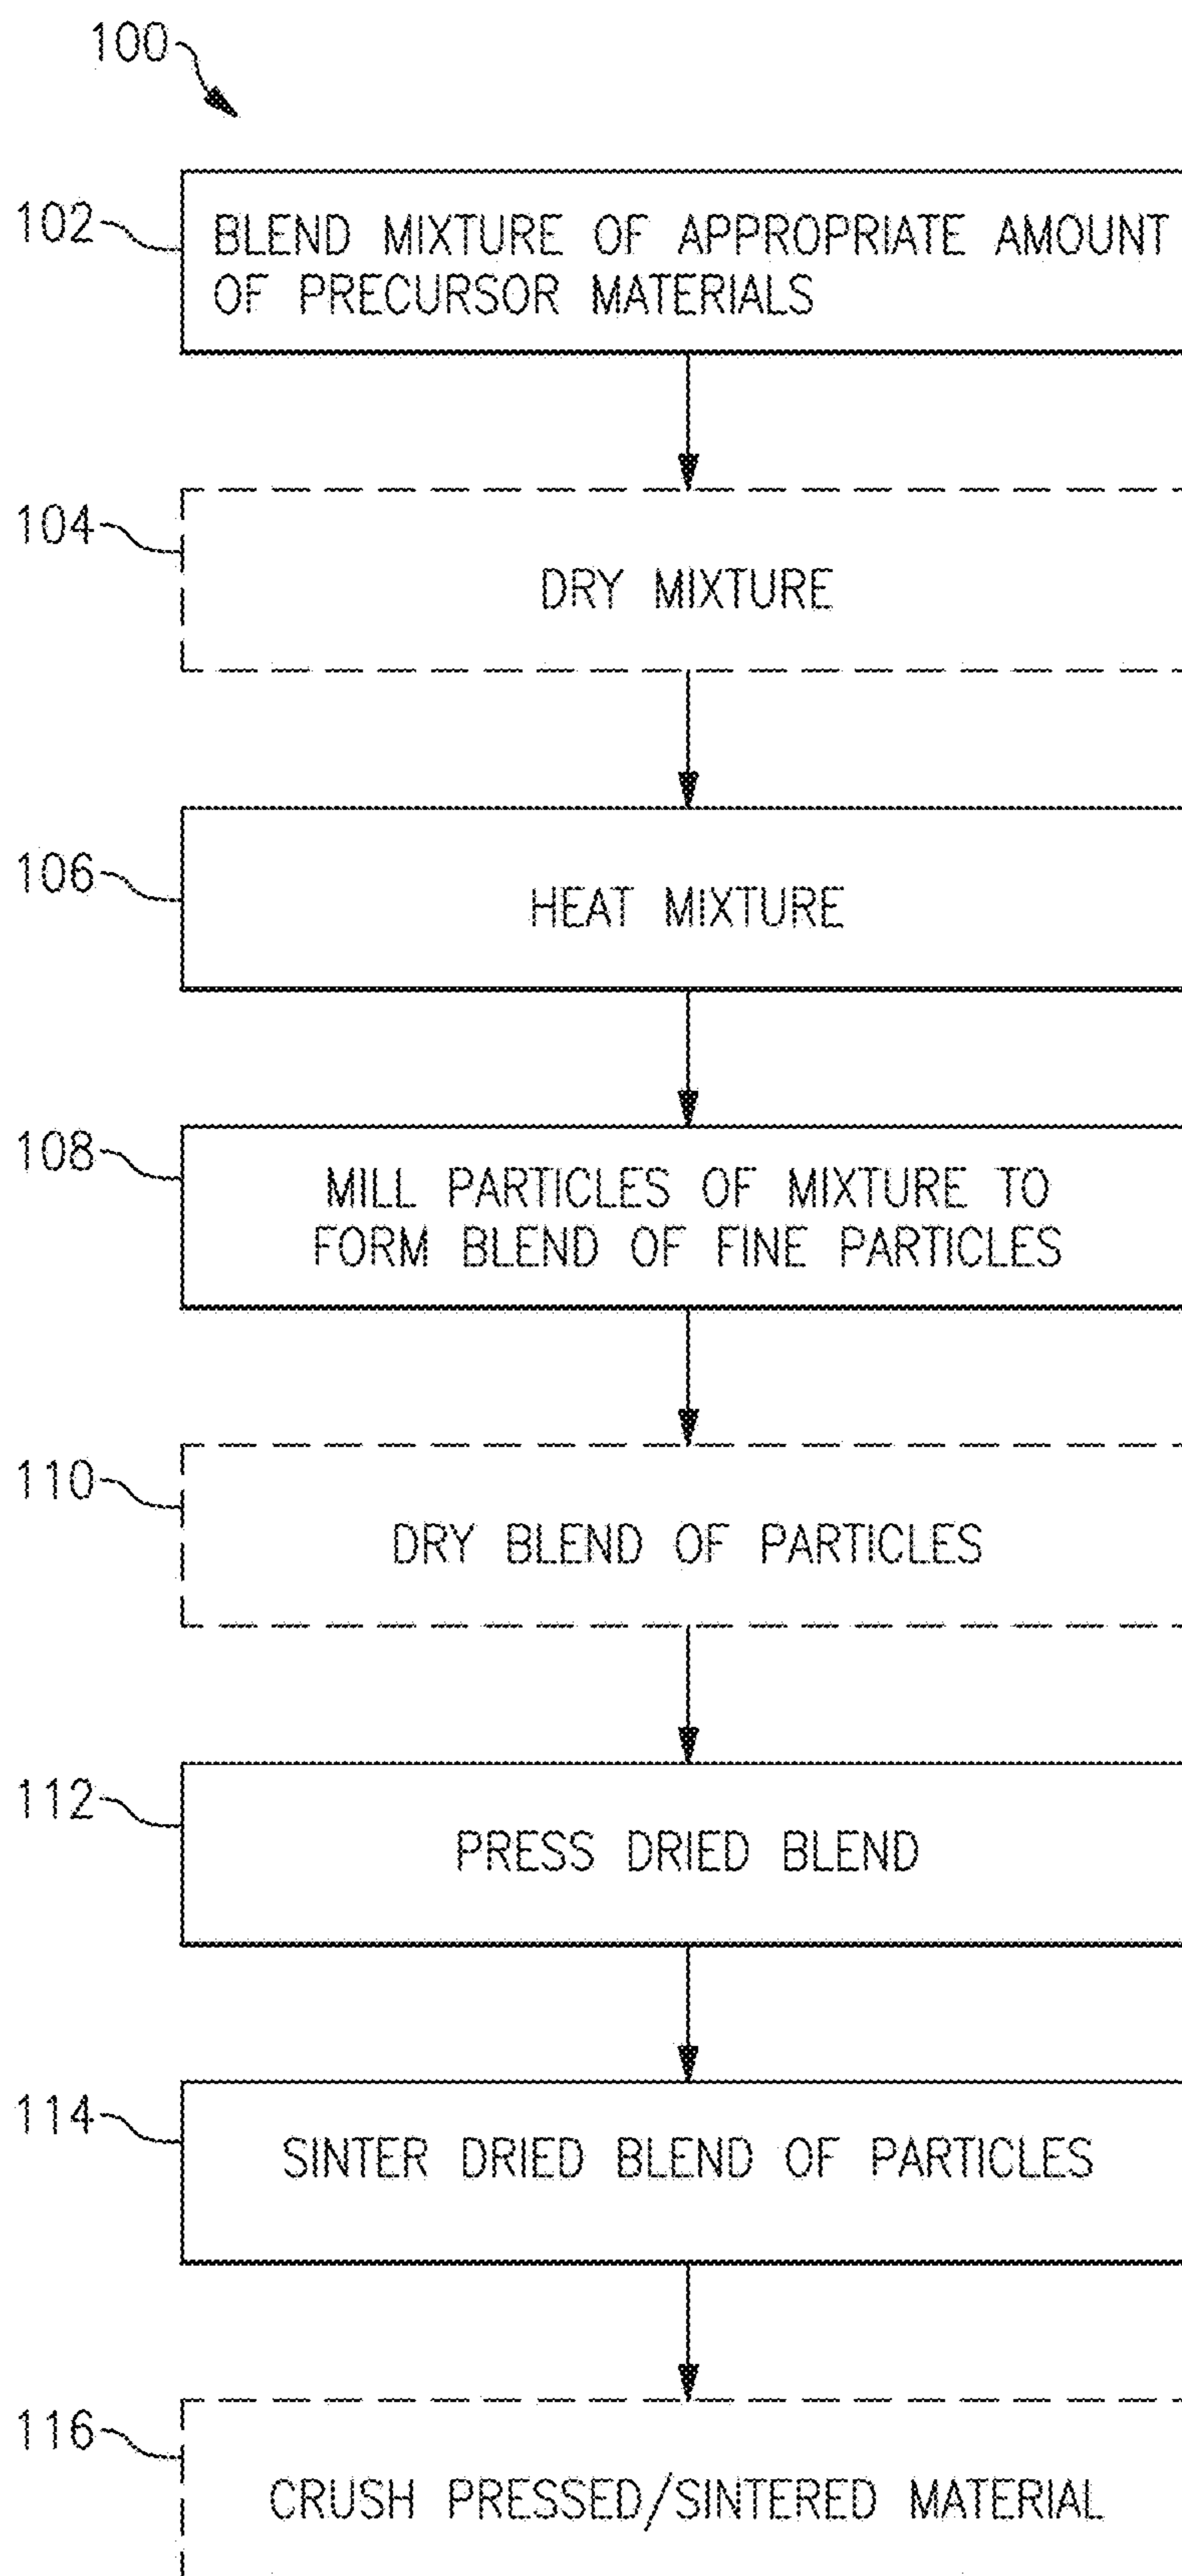 100
102
BLEND MIXTURE OF APPROPRIATE AMOUNT
OF PRECURSOR MATERIALS
104
DRY MIXTURE
106
HEAT MIXTURE
108
MILL PARTICLES OF MIXTURE TO
FORM BLEND OF FINE PARTICLES
110
DRY BLEND OF PARTICLES
112
PRESS DRIED BLEND
114
SINTER DRIED BLEND OF PARTICLES
116
CRUSH PRESSED/SINTERED MATERIAL